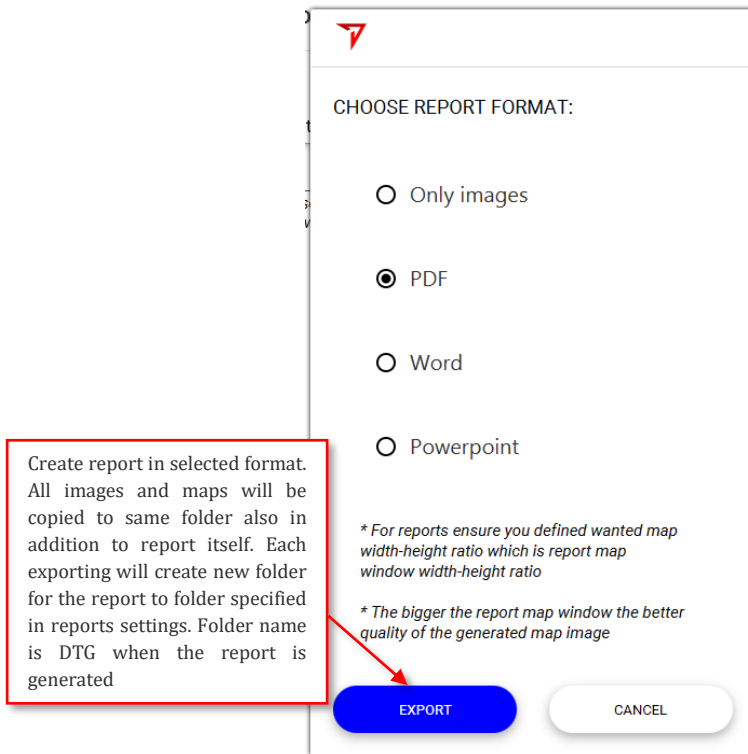 CHOOSE REPORT FORMAT:
Only images
PDF
Word
Powerpoint
Create report in selected format.
All images and maps will be
copied to same folder also in
addition to report itself. Each
exporting will create new folder
for the report to folder specified
in reports settings. Folder name
is DTG when the report is
generated
* For reports ensure you defined wanted map
width-height ratio which is report map
window width-height ratio
* The bigger the report map window the better
quality of the generated map image
EXPORT
CANCEL